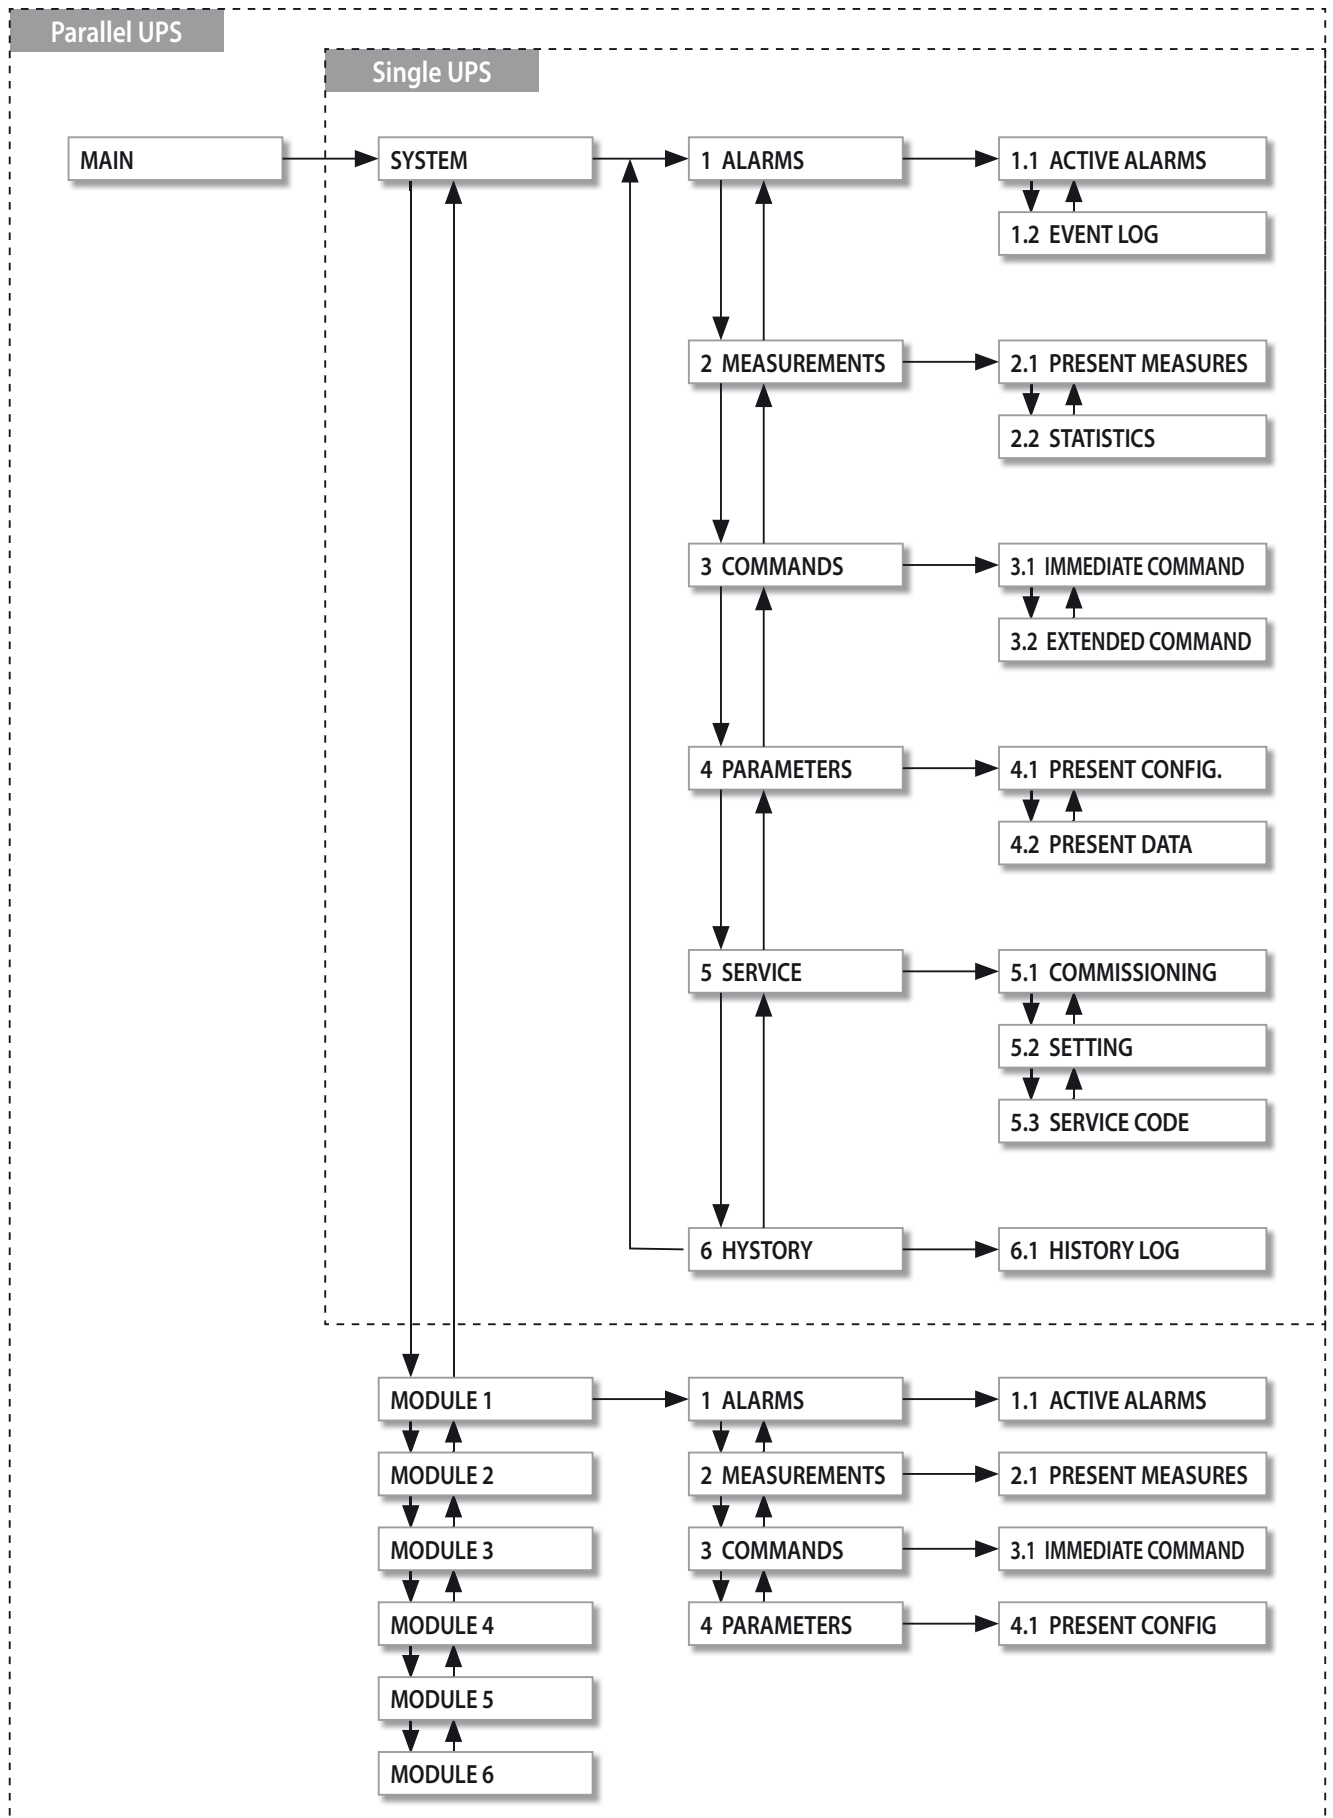 Parallel UPS
Single UPS
MAIN
SYSTEM
1 ALARMS
1.1 ACTIVE ALARMS
1.2 EVENT LOG
2 MEASUREMENTS
2.1 PRESENT MEASURES
2.2 STATISTICS
3 COMMANDS
3.1 IMMEDIATE COMMAND
3.2 EXTENDED COMMAND
4 PARAMETERS
4.1 PRESENT CONFIG.
4.2 PRESENT DATA
5 SERVICE
5.1 COMMISSIONING
5.2 SETTING
5.3 SERVICE CODE
6 HYSTORY
6.1 HISTORY LOG
MODULE 1
1 ALARMS
1.1 ACTIVE ALARMS
MODULE 2
2 MEASUREMENTS
2.1 PRESENT MEASURES
MODULE 3
3 COMMANDS
3.1 IMMEDIATE COMMAND
MODULE 4
4 PARAMETERS
4.1 PRESENT CONFIG
MODULE 5
MODULE 6